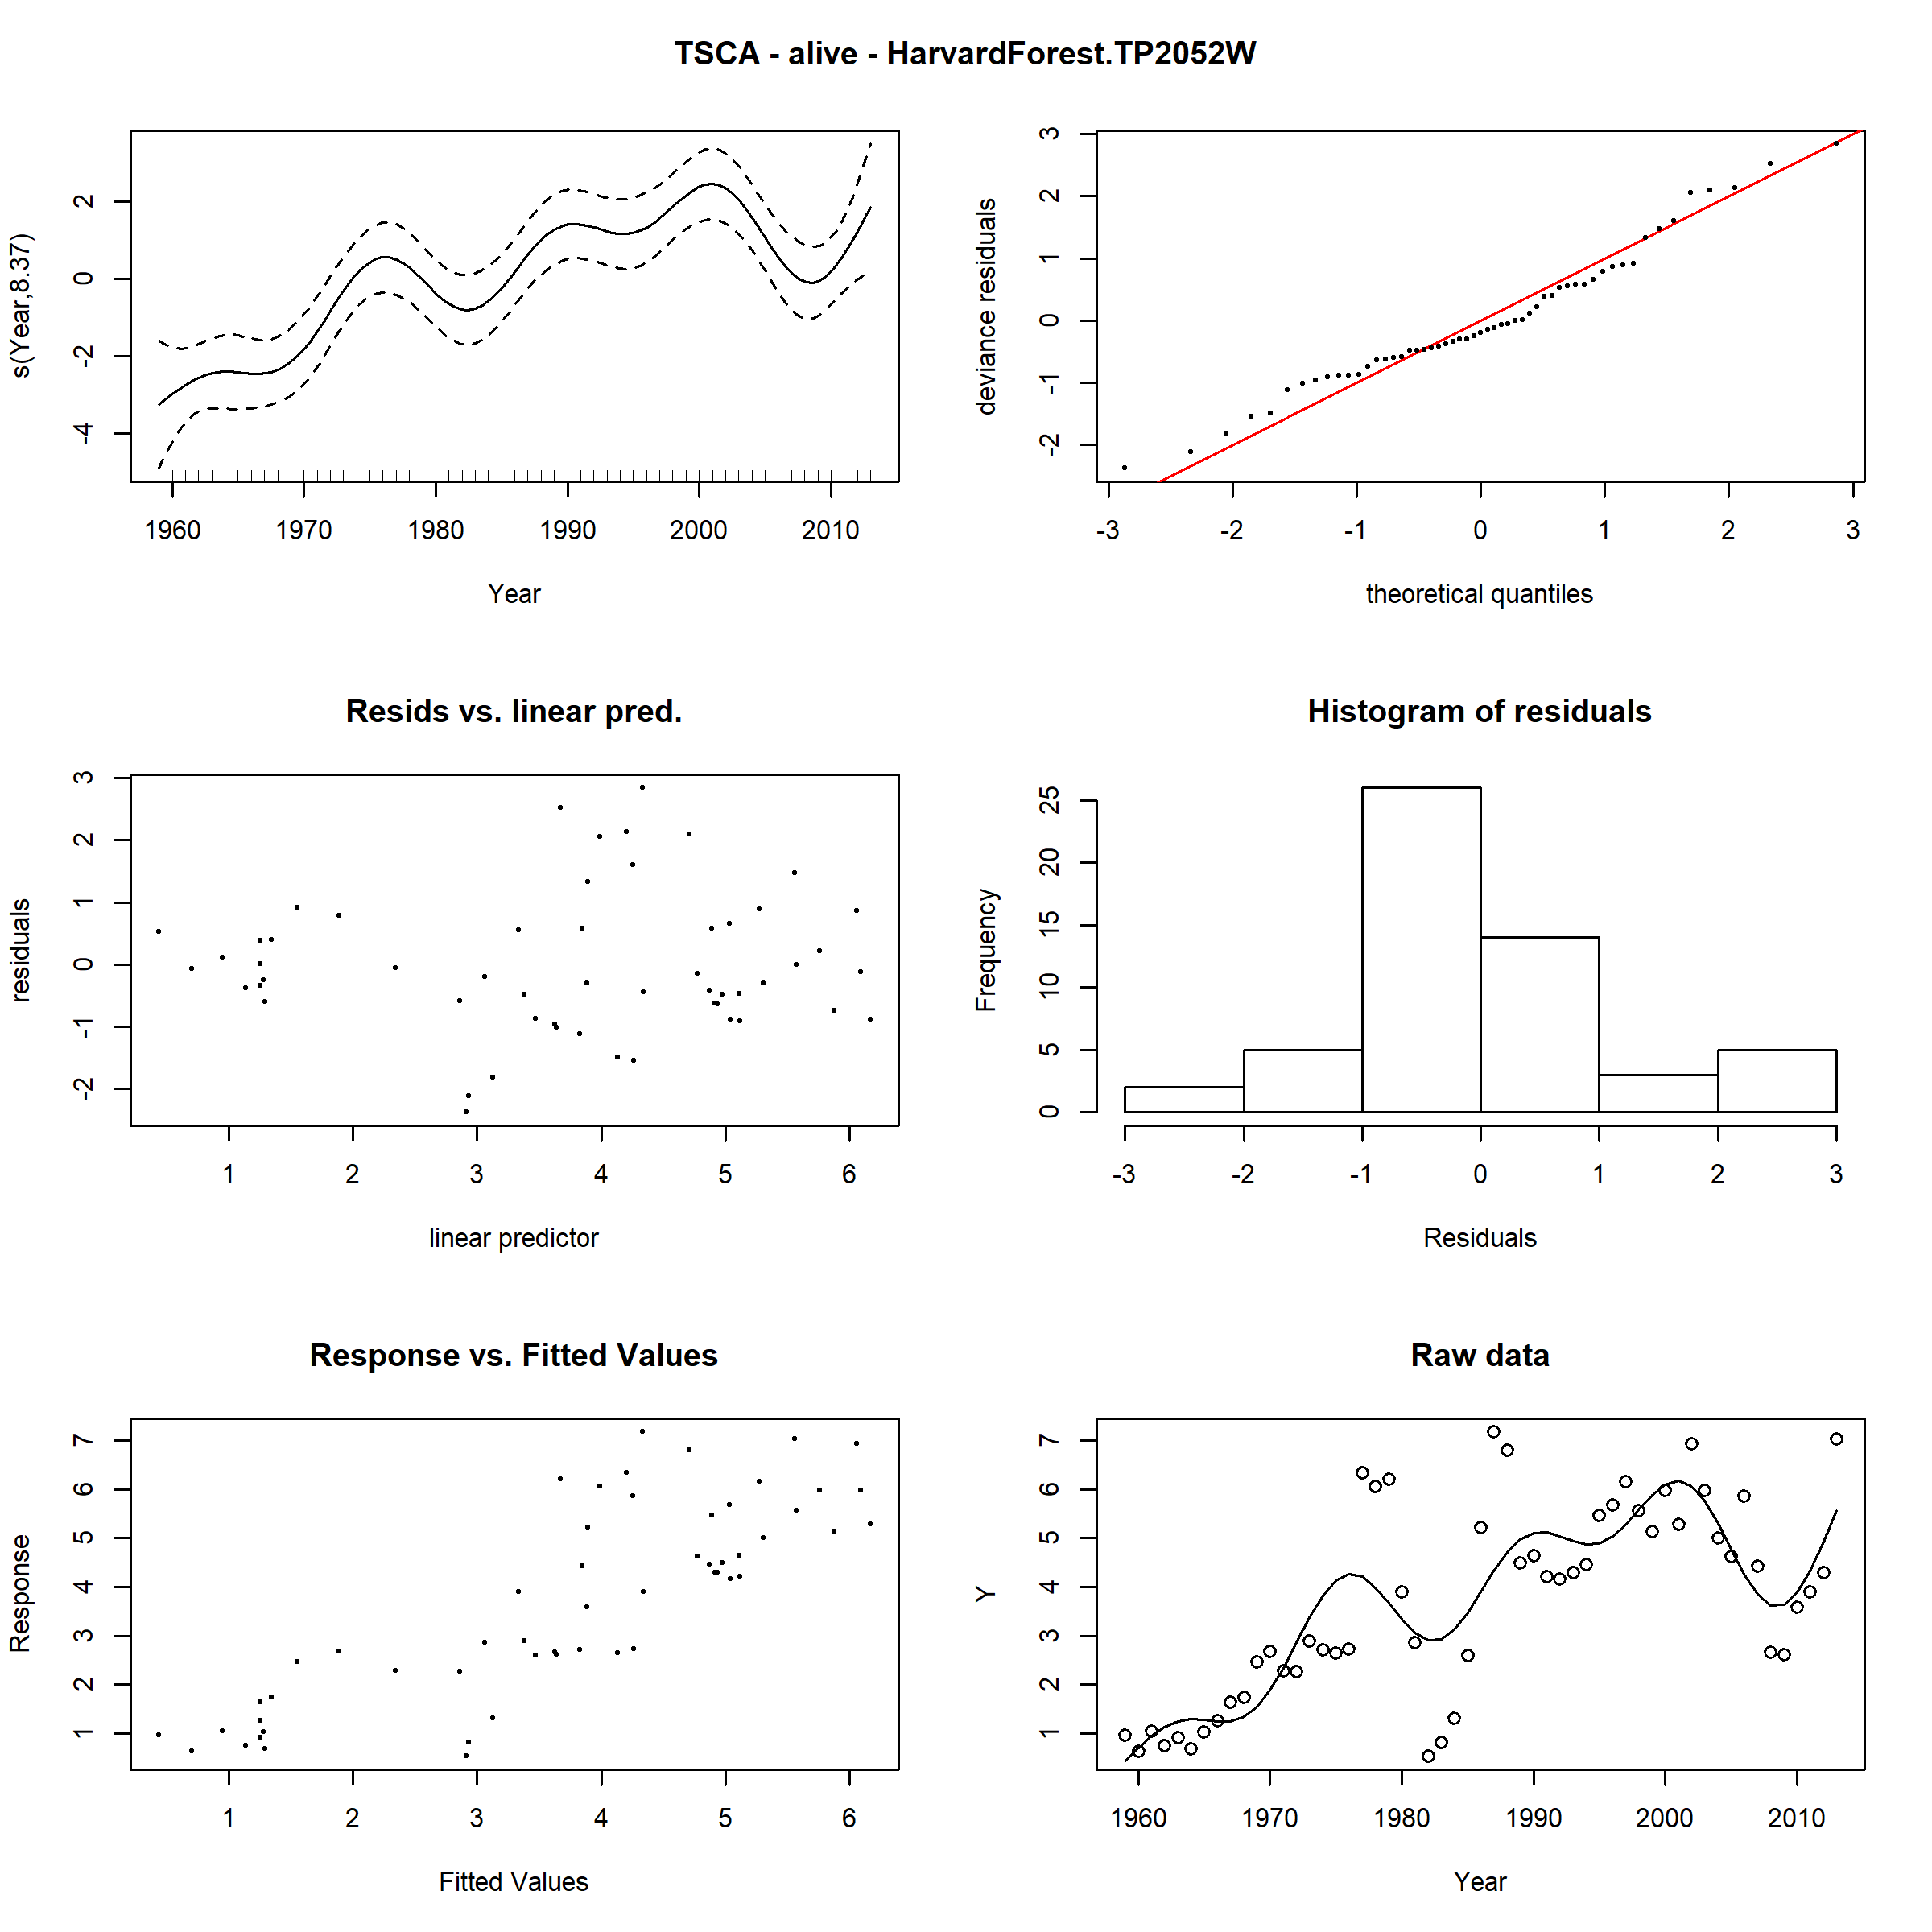 TSCA - alive - HarvardForest.TP2052W
s(Year,8.37)
-4 -2 0 2
1960 1970 1980 1990 2000 2010
Year
deviance residuals
-2 -1 0 1 2 3
-3 -2 -1 0 1 2 3
theoretical quantiles
Resids vs. linear pred.
residuals
-2 -1 0 1 2 3
1 2 3 4 5 6
linear predictor
Histogram of residuals
Frequency
0 5 10 15 20 25
-3 -2 -1 0 1 2 3
Residuals
Response vs. Fitted Values
Response
1 2 3 4 5 6 7
1 2 3 4 5 6
Fitted Values
Raw data
Y
1 2 3 4 5 6 7
1960 1970 1980 1990 2000 2010
Year